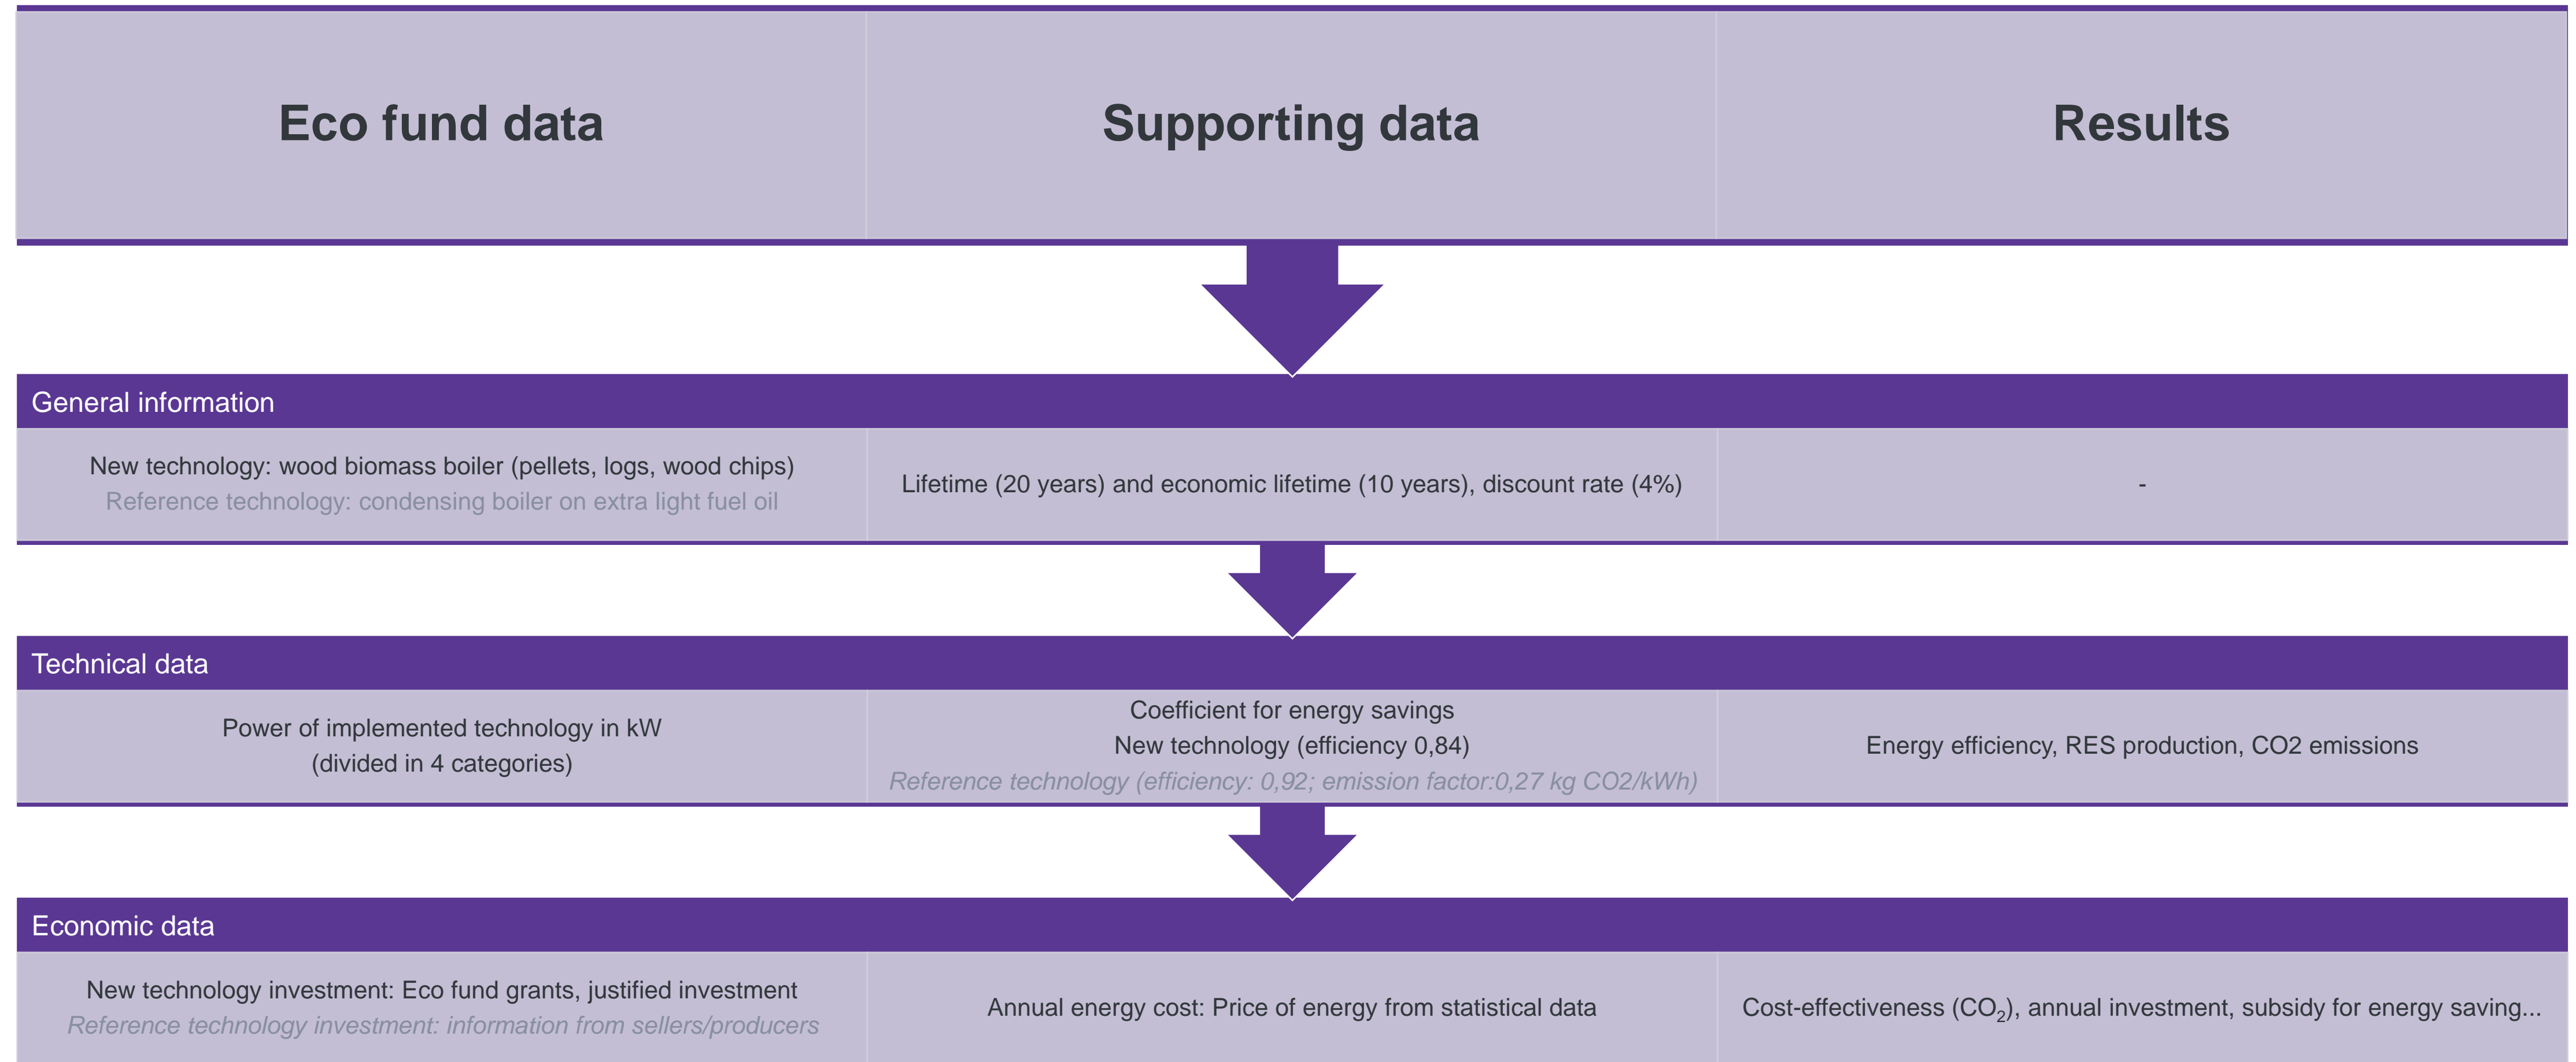 Eco fund data
Supporting data
Results
General information
New technology: wood biomass boiler (pellets, logs, wood chips)
Reference technology: condensing boiler on extra light fuel oil
Lifetime (20 years) and economic lifetime (10 years), discount rate (4%)
-
Technical data
Power of implemented technology in kW
(divided in 4 categories)
Coefficient for energy savings
New technology (efficiency 0,84)
Reference technology (efficiency: 0,92; emission factor:0,27 kg CO2/kWh)
Energy efficiency, RES production, CO2 emissions
Economic data
New technology investment: Eco fund grants, justified investment
Reference technology investment: information from sellers/producers
Annual energy cost: Price of energy from statistical data
Cost-effectiveness (CO₂), annual investment, subsidy for energy saving...